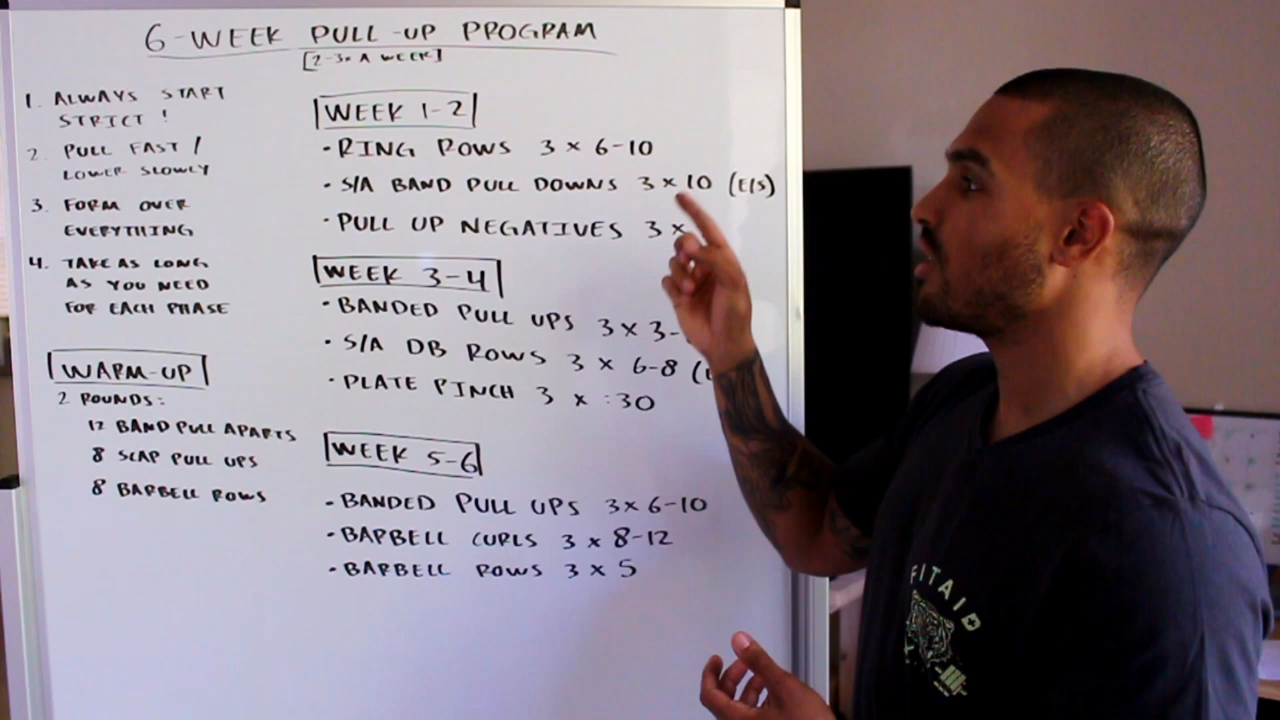 6-WEEK PULL-UP PROGRAM
[2-3x A WEEK]
1. ALWAYS START
STRICT!
2. PULL FAST /
LOWER SLOWLY
3. FORM OVER
EVERYTHING
4. TAKE AS LONG
AS YOU NEED
FOR EACH PHASE
WARM-UP
2 ROUNDS:
12 BAND PULL APARTS
8 SCAP PULL UPS
8 BARBELL ROWS
WEEK 1-2
• RING ROWS 3 x 6-10
• S/A BAND PULL DOWNS 3 x 10 (E/S)
• PULL UP NEGATIVES 3 x
WEEK 3-4
• BANDED PULL UPS 3 x 3-
• S/A DB ROWS 3 x 6-8 (
• PLATE PINCH 3 x :30
WEEK 5-6
• BANDED PULL UPS 3 x 6-10
• BARBELL CURLS 3 x 8-12
• BARBELL ROWS 3 x 5
FITAID